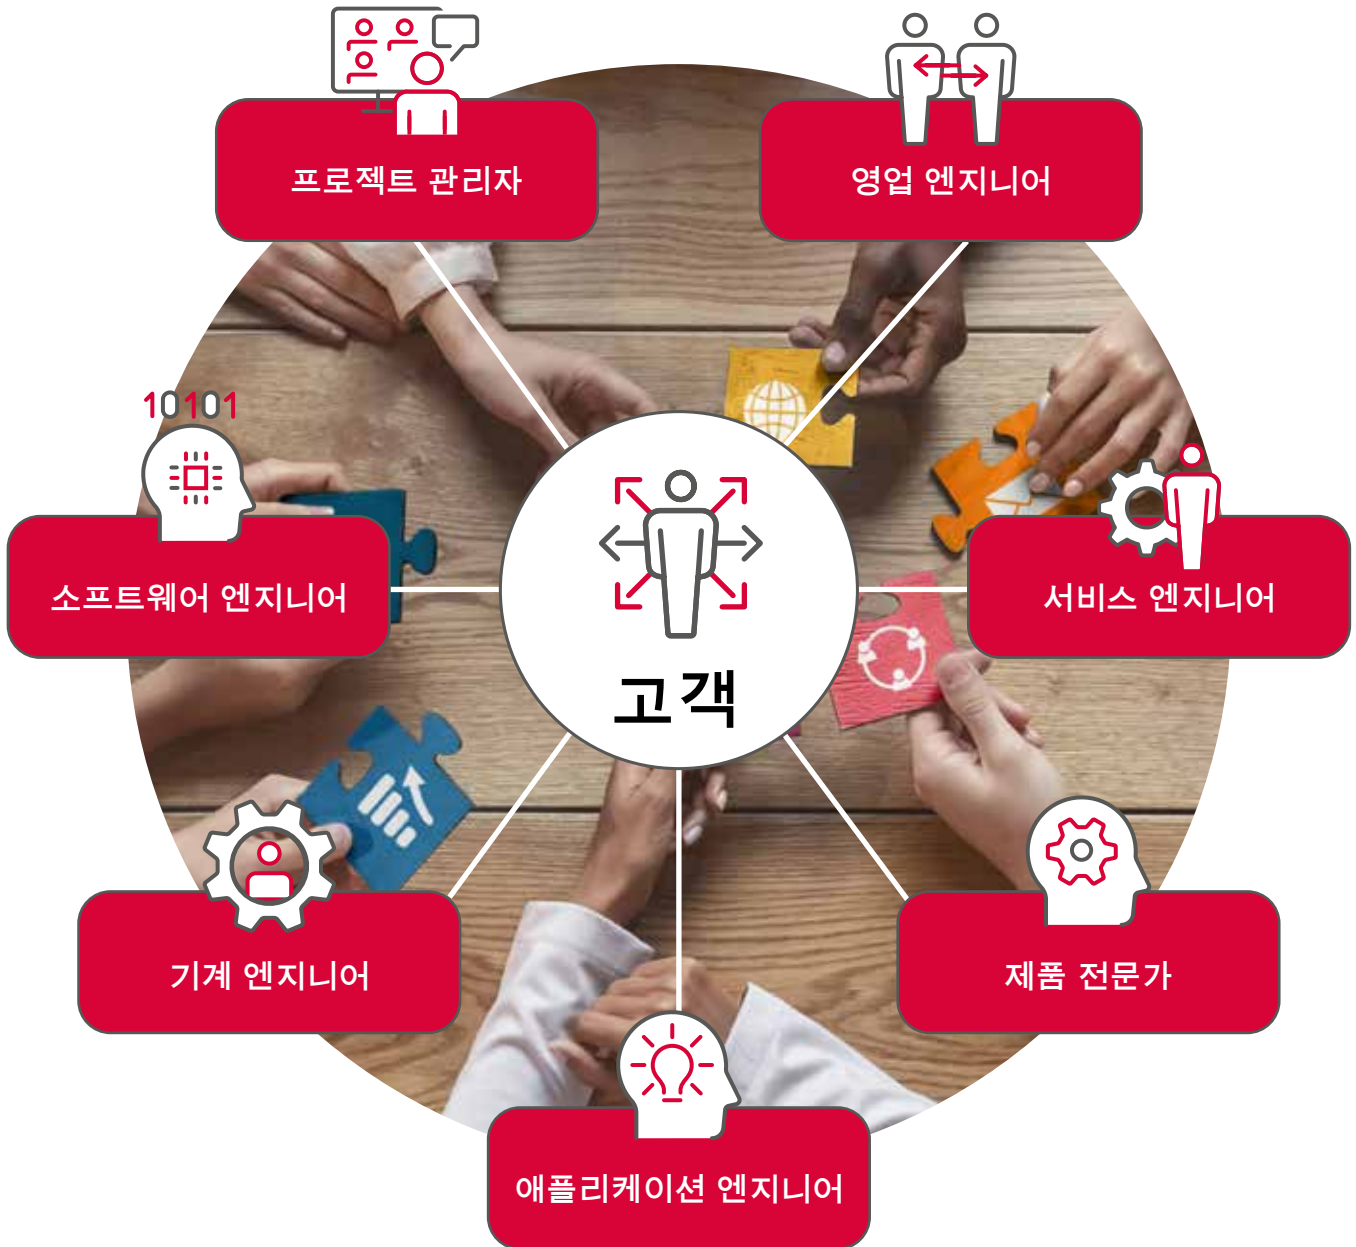 프로젝트 관리자
영업 엔지니어
10101
소프트웨어 엔지니어
서비스 엔지니어
고객
기계 엔지니어
제품 전문가
애플리케이션 엔지니어